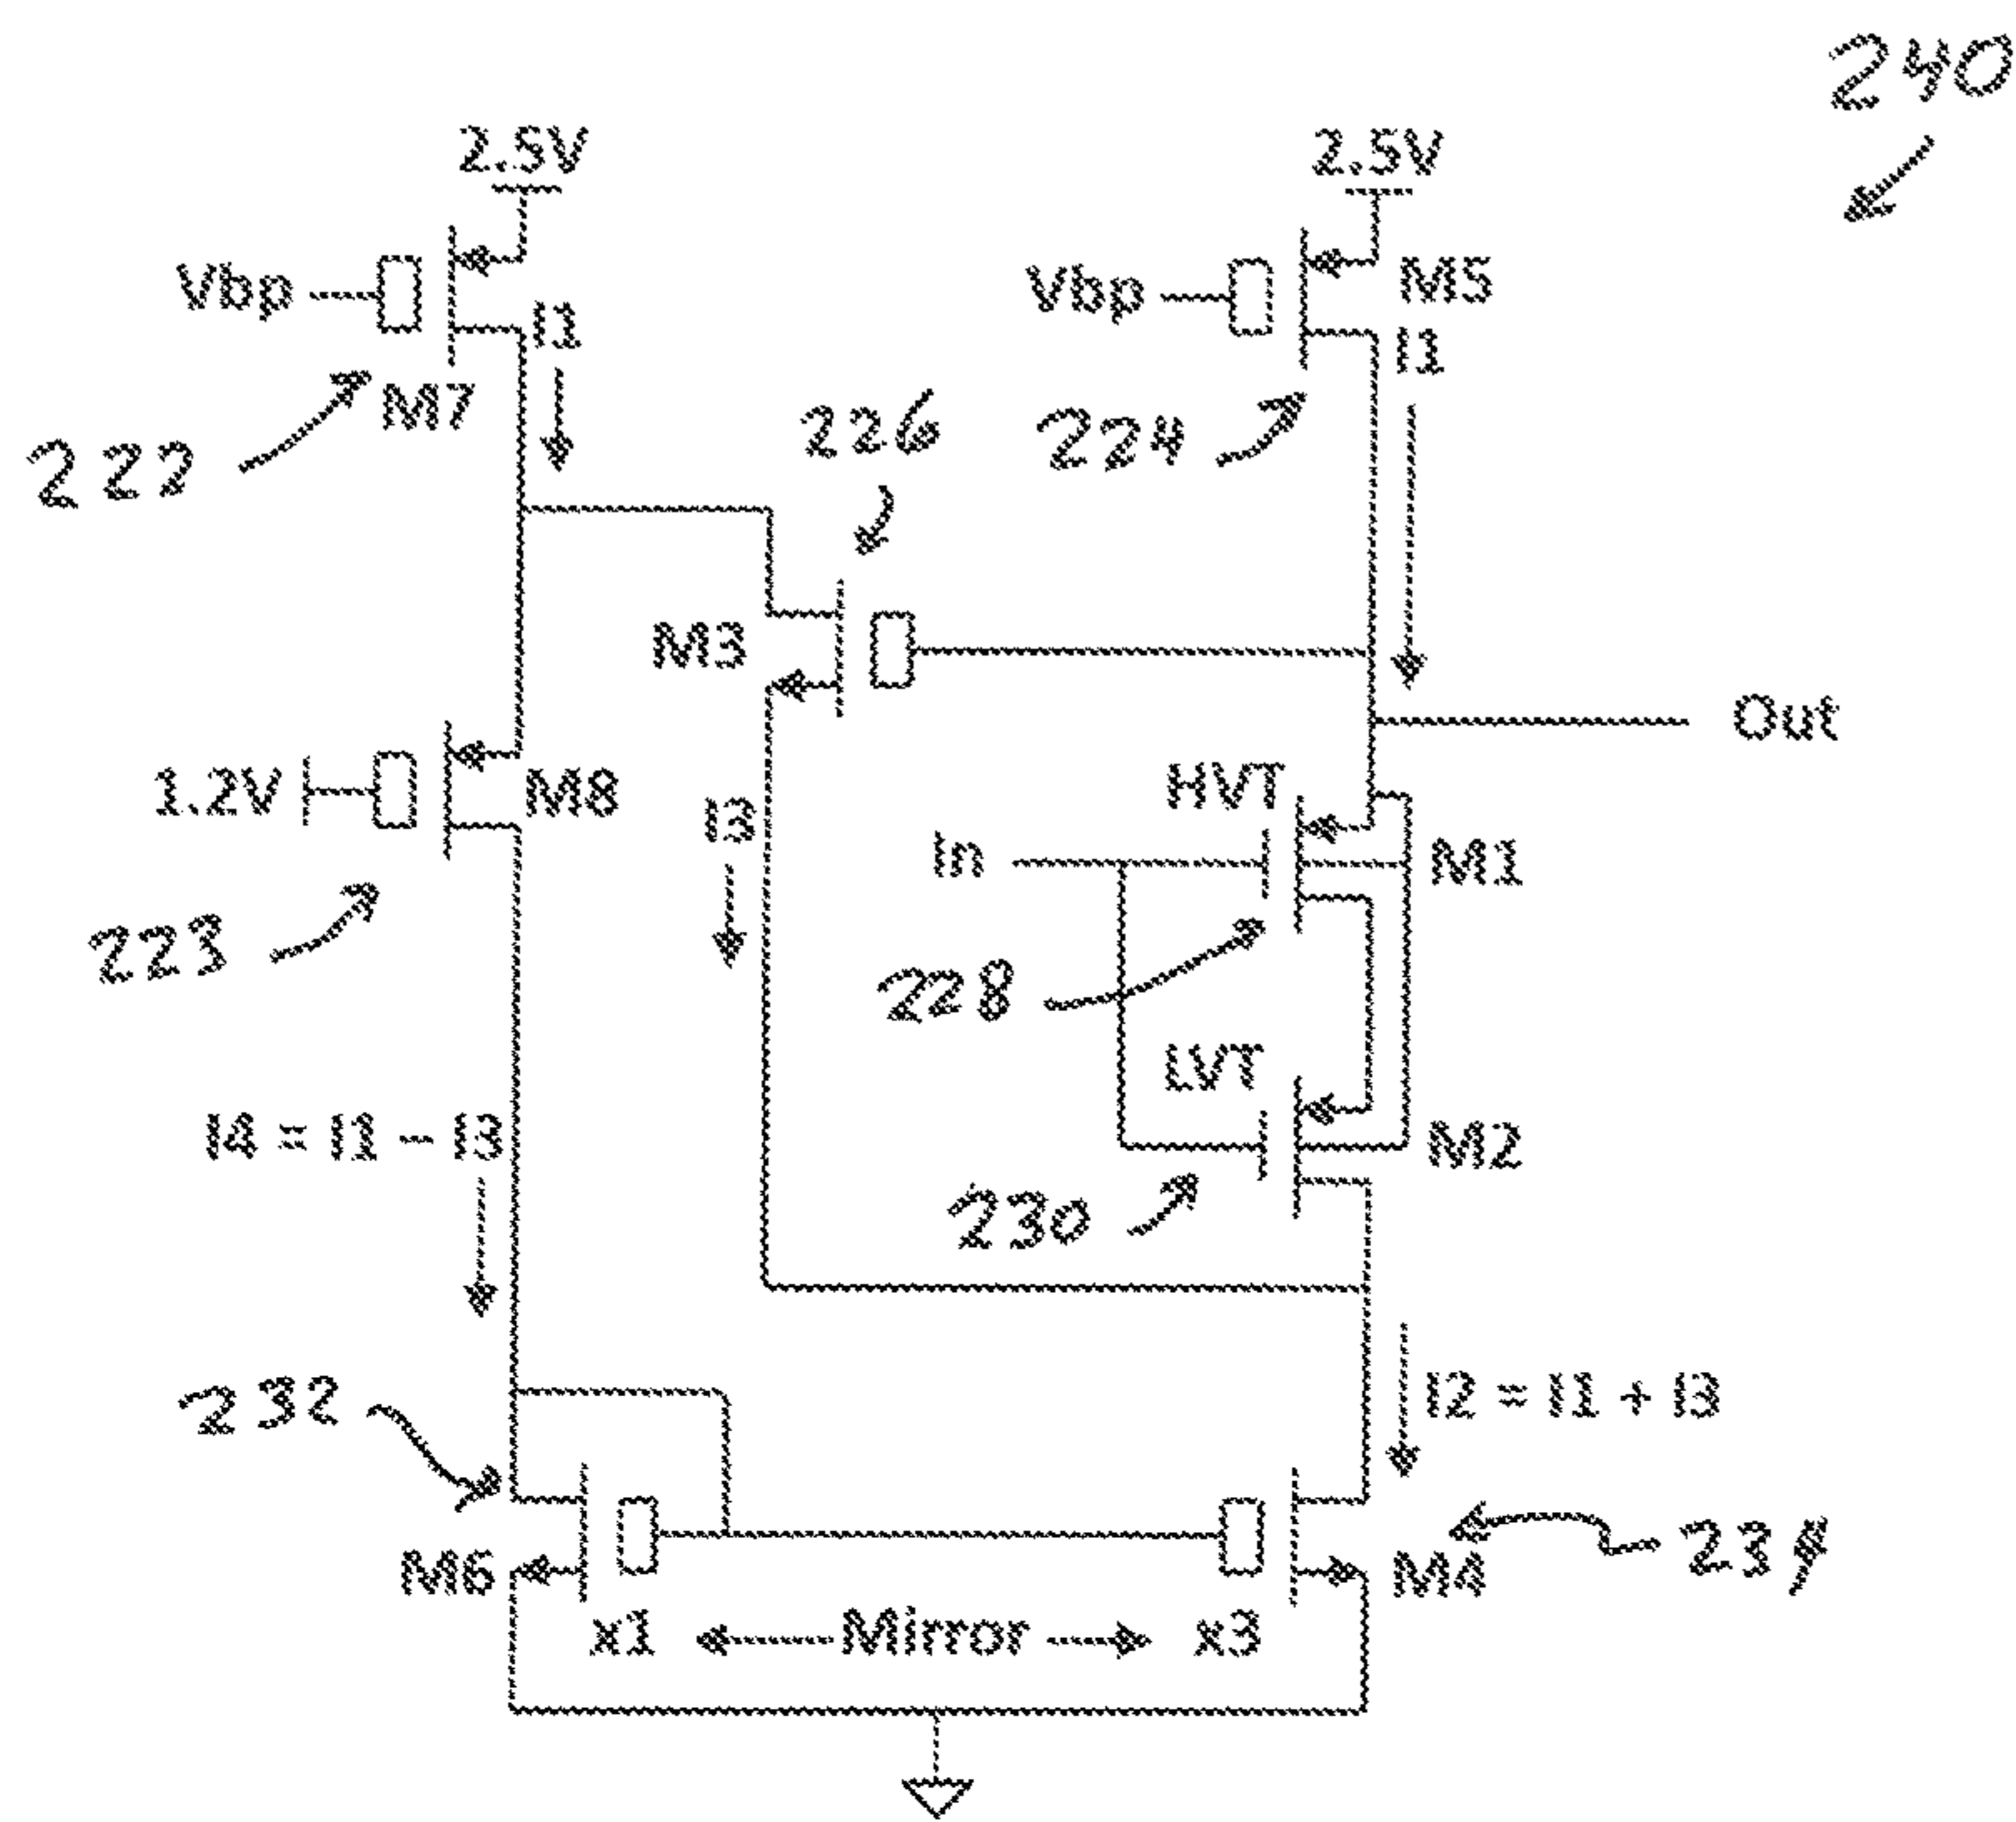 240
2.5V
2.5V
Vbp
I1
M7
222
Vbp
M5
I1
224
226
M3
Out
1.2V
M8
I3
HVT
In
M1
223
228
LVT
M2
I4 = I1 – I3
230
232
I2 = I1 + I3
M6
M4
234
x1
Mirror
x3